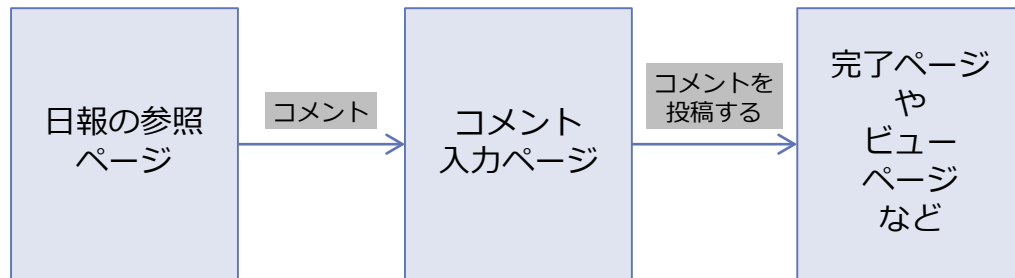 日報の参照
ページ
コメント
コメント
入力ページ
コメントを
投稿する
完了ページ
や
ビュー
ページ
など